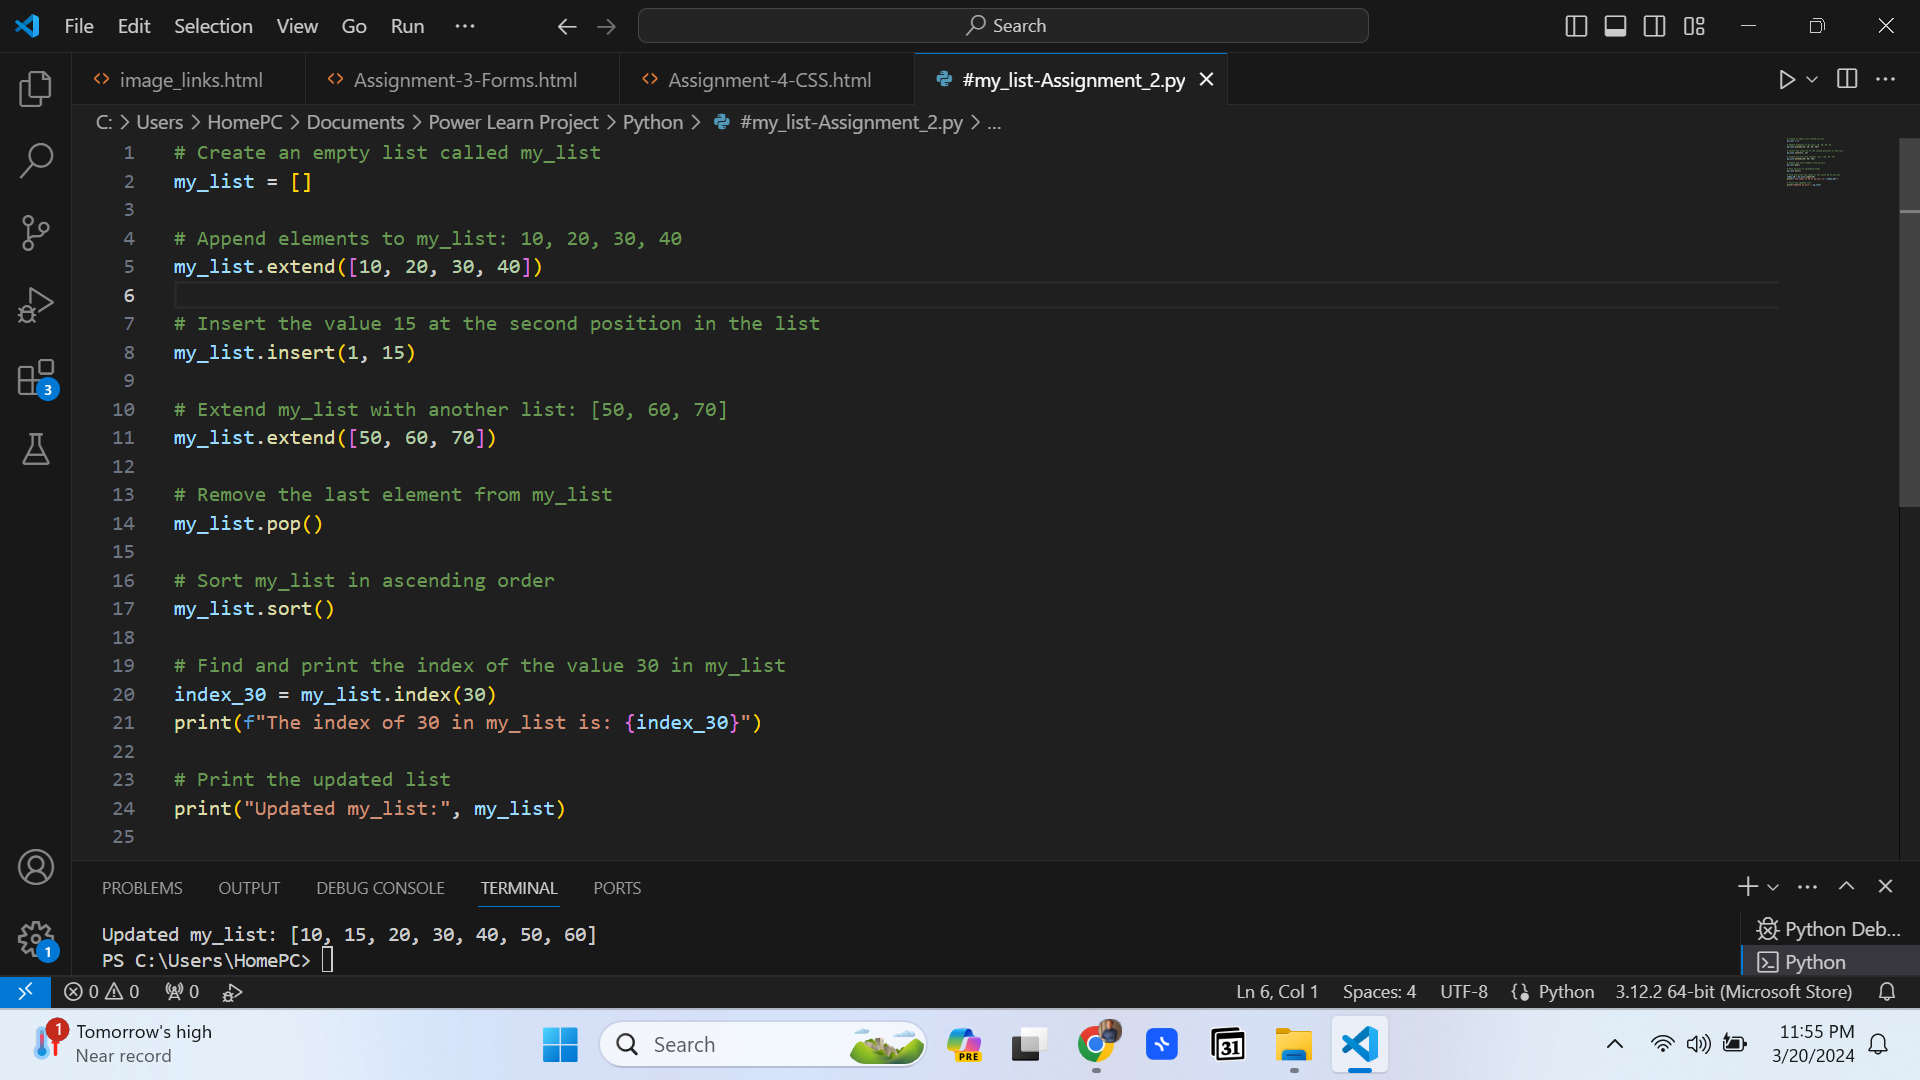 File Edit Selection View Go Run ··· Search
image_links.html Assignment-3-Forms.html Assignment-4-CSS.html #my_list-Assignment_2.py
C: > Users > HomePC > Documents > Power Learn Project > Python > #my_list-Assignment_2.py > ...
1 # Create an empty list called my_list
2 my_list = []
3
4 # Append elements to my_list: 10, 20, 30, 40
5 my_list.extend([10, 20, 30, 40])
6
7 # Insert the value 15 at the second position in the list
8 my_list.insert(1, 15)
9
10 # Extend my_list with another list: [50, 60, 70]
11 my_list.extend([50, 60, 70])
12
13 # Remove the last element from my_list
14 my_list.pop()
15
16 # Sort my_list in ascending order
17 my_list.sort()
18
19 # Find and print the index of the value 30 in my_list
20 index_30 = my_list.index(30)
21 print(f"The index of 30 in my_list is: {index_30}")
22
23 # Print the updated list
24 print("Updated my_list:", my_list)
25
3
1
PROBLEMS OUTPUT DEBUG CONSOLE TERMINAL PORTS
Updated my_list: [10, 15, 20, 30, 40, 50, 60]
PS C:\Users\HomePC>
Python Deb...
Python
0 0 0 Ln 6, Col 1 Spaces: 4 UTF-8 Python 3.12.2 64-bit (Microsoft Store)
1 Tomorrow's high
Near record
Search
PRE
31
11:55 PM
3/20/2024